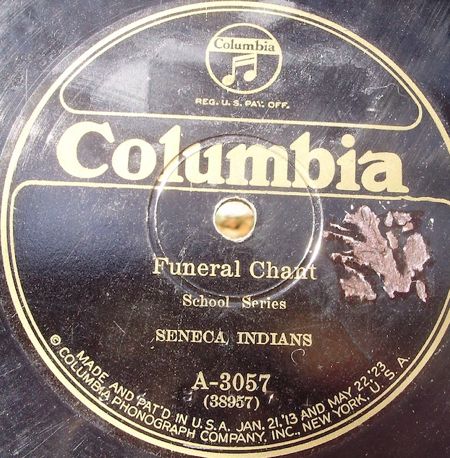 Columbia
REG. U.S. PAT. OFF.
Columbia
Funeral Chant
School Series
SENECA INDIANS
A-3057
(38957)
MADE AND PAT'D IN U.S.A. JAN. 21.'13 AND MAY 22.'23
© COLUMBIA PHONOGRAPH COMPANY, INC., NEW YORK, U.S.A.